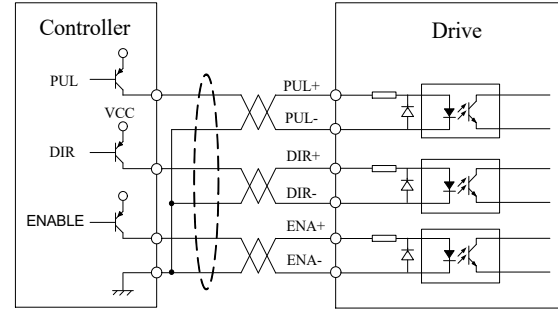 Controller
Drive
PUL
VCC
DIR
ENABLE
PUL+
PUL-
DIR+
DIR-
ENA+
ENA-